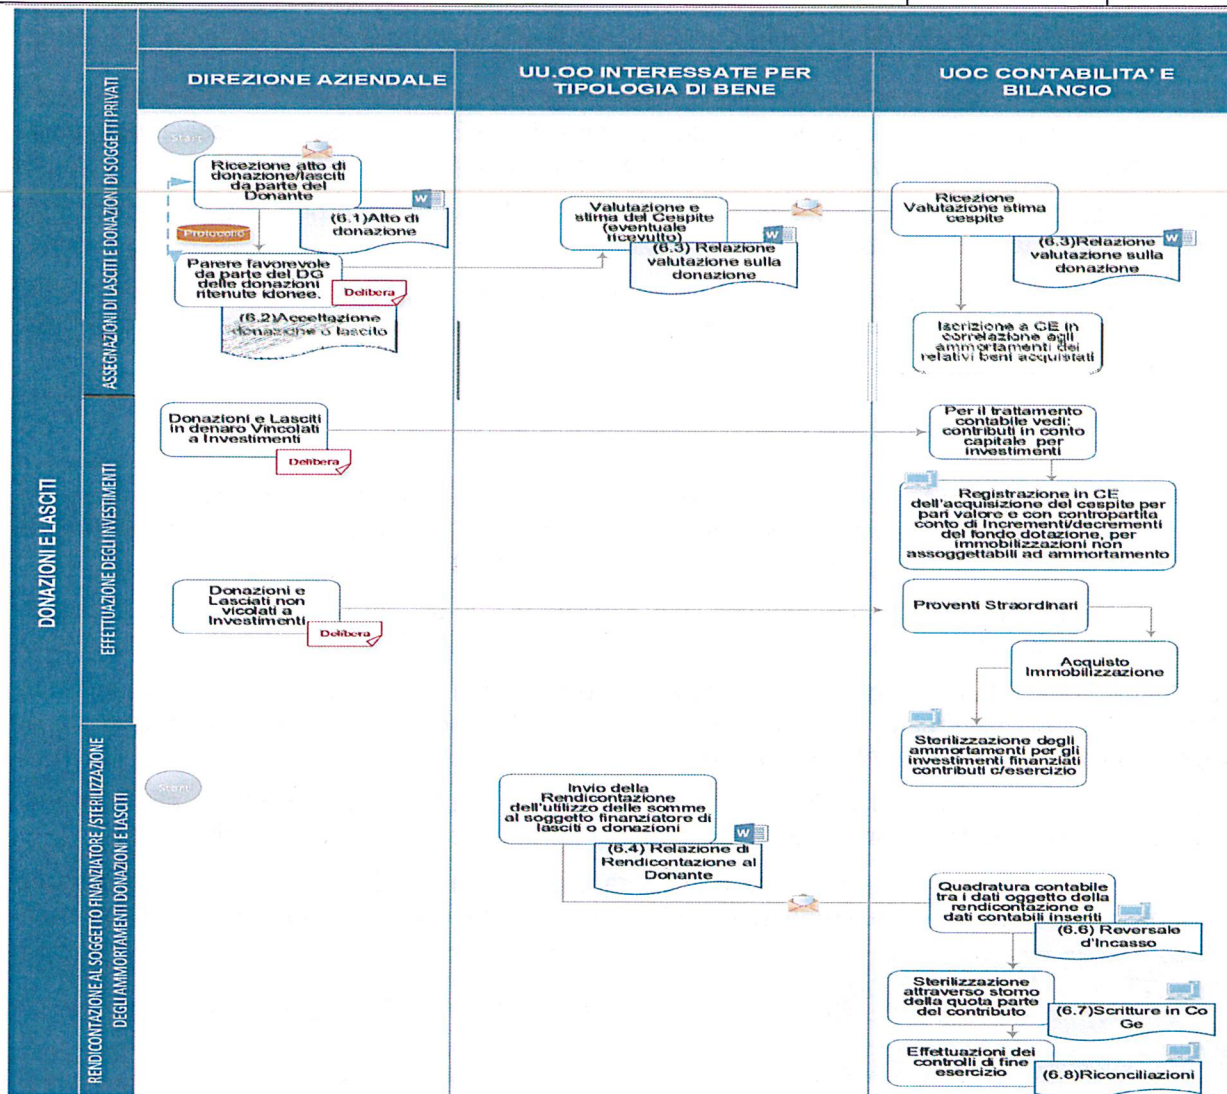 DIREZIONE AZIENDALE
UU.OO INTERESSATE PER
TIPOLOGIA DI BENE
UOC CONTABILITA' E
BILANCIO
DONAZIONI E LASCITI
ASSEGNAZIONI DI LASCITI E DONAZIONI DI SOGGETTI PRIVATI
Start
Ricezione atto di
donazione/lasciti
da parte del
Donante
W
(6.1)Atto di
donazione
Protocollo
Parere favorevole
da parte del DG
delle donazioni
ritenute idonee.
Delibera
(6.2)Accettazione
donazione o lascito
Valutazione e
stima del Cespite
(eventuale
ricevulto)
W
(6.3) Relazione
valutazione sulla
donazione
Ricezione
Valutazione stima
cespite
W
(6.3)Relazione
valutazione sulla
donazione
Iscrizione a CE in
correlazione agli
ammortamenti dei
relativi beni acquistati
EFFETTUAZIONE DEGLI INVESTIMENTI
Donazioni e Lasciti
in denaro Vincolati
a Investimenti
Delibera
Per il trattamento
contabile vedi:
contributi in conto
capitale per
investimenti
Registrazione in CE
dell'acquisizione del cespite per
pari valore e con contropartita
conto di Incrementi/decrementi
del fondo dotazione, per
immobilizzazioni non
assoggettabili ad ammortamento
Donazioni e
Lasciati non
vicolati a
Investimenti
Delibera
Proventi Straordinari
Acquisto
Immobilizzazione
Sterilizzazione degli
ammortamenti per gli
investimenti finanziati
contributi c/esercizio
RENDICONTAZIONE AL SOGGETTO FINANZIATORE /STERILIZZAZIONE
DEGLI AMMORTAMENTI DONAZIONI E LASCITI
Start
Invio della
Rendicontazione
dell'utilizzo delle somme
al soggetto finanziatore di
lasciti o donazioni
W
(6.4) Relazione di
Rendicontazione al
Donante
Quadratura contabile
tra i dati oggetto della
rendicontazione e
dati contabili inseriti
(6.6) Reversale
d'Incasso
Sterilizzazione
attraverso storno
della quota parte
del contributo
(6.7)Scritture in Co
Ge
Effettuazioni dei
controlli di fine
esercizio
(6.8)Riconciliazioni